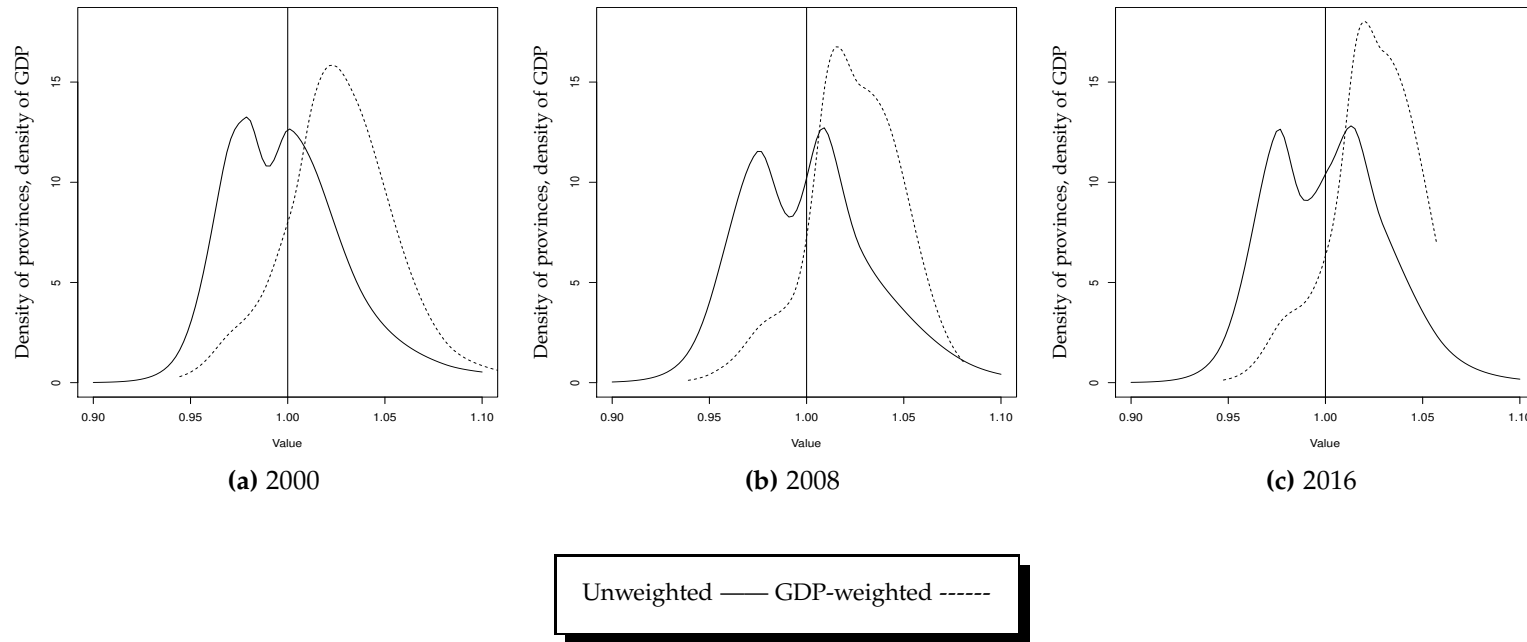 Density of provinces, density of GDP
15
10
5
0
0.90 0.95 1.00 1.05 1.10
Value
(a) 2000
Density of provinces, density of GDP
15
10
5
0
0.90 0.95 1.00 1.05 1.10
Value
(b) 2008
Density of provinces, density of GDP
15
10
5
0
0.90 0.95 1.00 1.05 1.10
Value
(c) 2016
Unweighted —— GDP-weighted ------